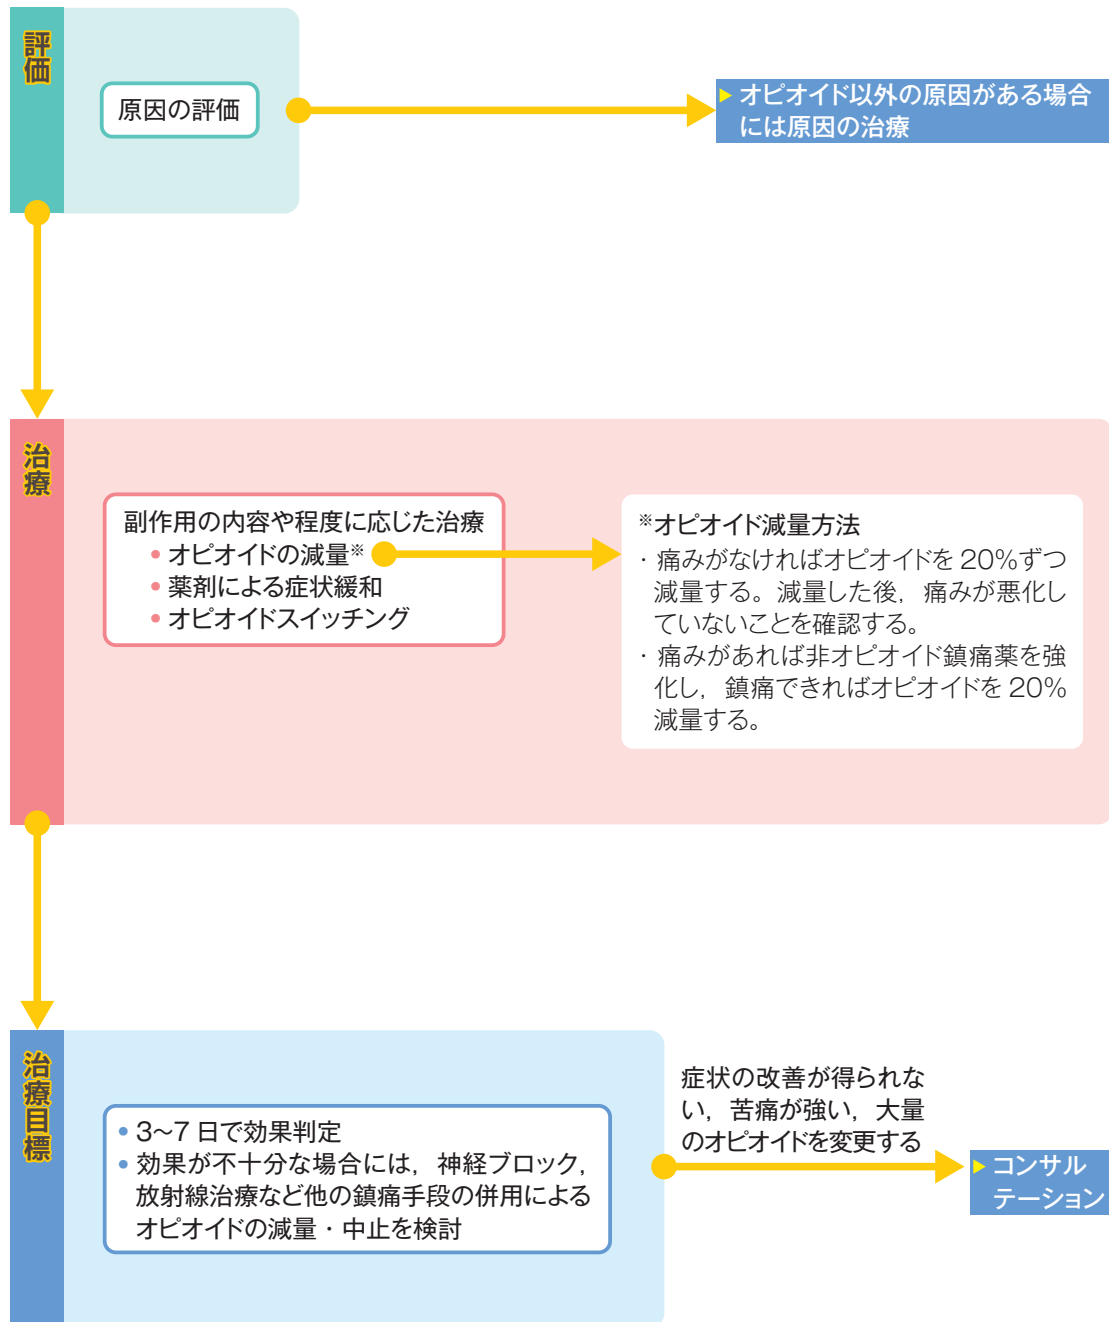 評価
原因の評価
オピオイド以外の原因がある場合
には原因の治療
治療
副作用の内容や程度に応じた治療
• オピオイドの減量※
• 薬剤による症状緩和
• オピオイドスイッチング
※オピオイド減量方法
・痛みがなければオピオイドを 20%ずつ
減量する。減量した後，痛みが悪化し
ていないことを確認する。
・痛みがあれば非オピオイド鎮痛薬を強
化し，鎮痛できればオピオイドを 20%
減量する。
治療目標
• 3〜7 日で効果判定
• 効果が不十分な場合には，神経ブロック，
放射線治療など他の鎮痛手段の併用による
オピオイドの減量・中止を検討
症状の改善が得られな
い，苦痛が強い，大量
のオピオイドを変更する
コンサル
テーション